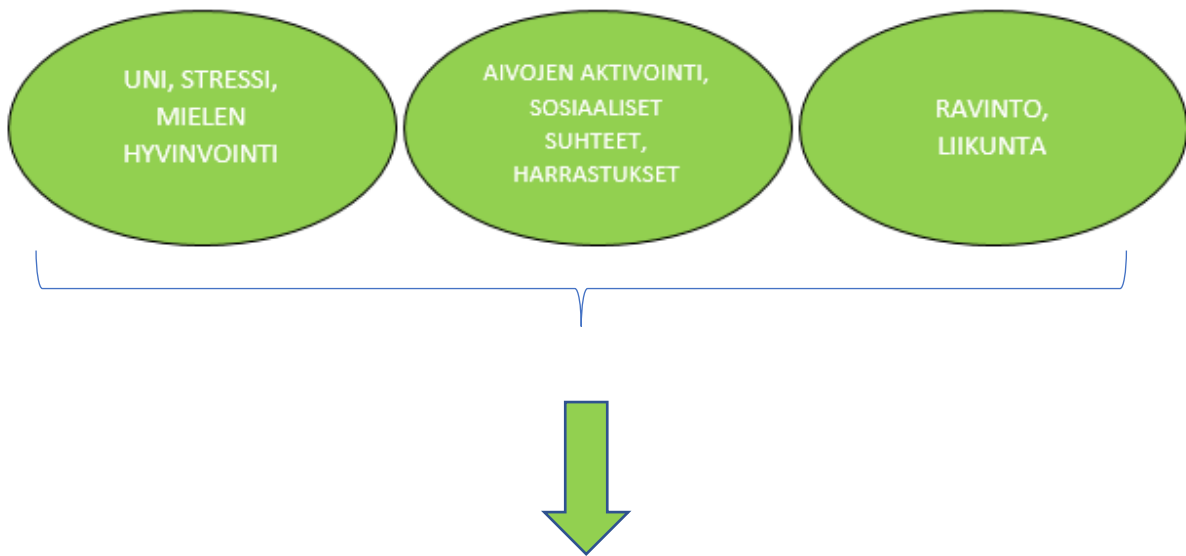 UNI, STRESSI,
MIELEN
HYVINVOINTI
AIVOJEN AKTIVOINTI,
SOSIAALISET
SUHTEET,
HARRASTUKSET
RAVINTO,
LIIKUNTA